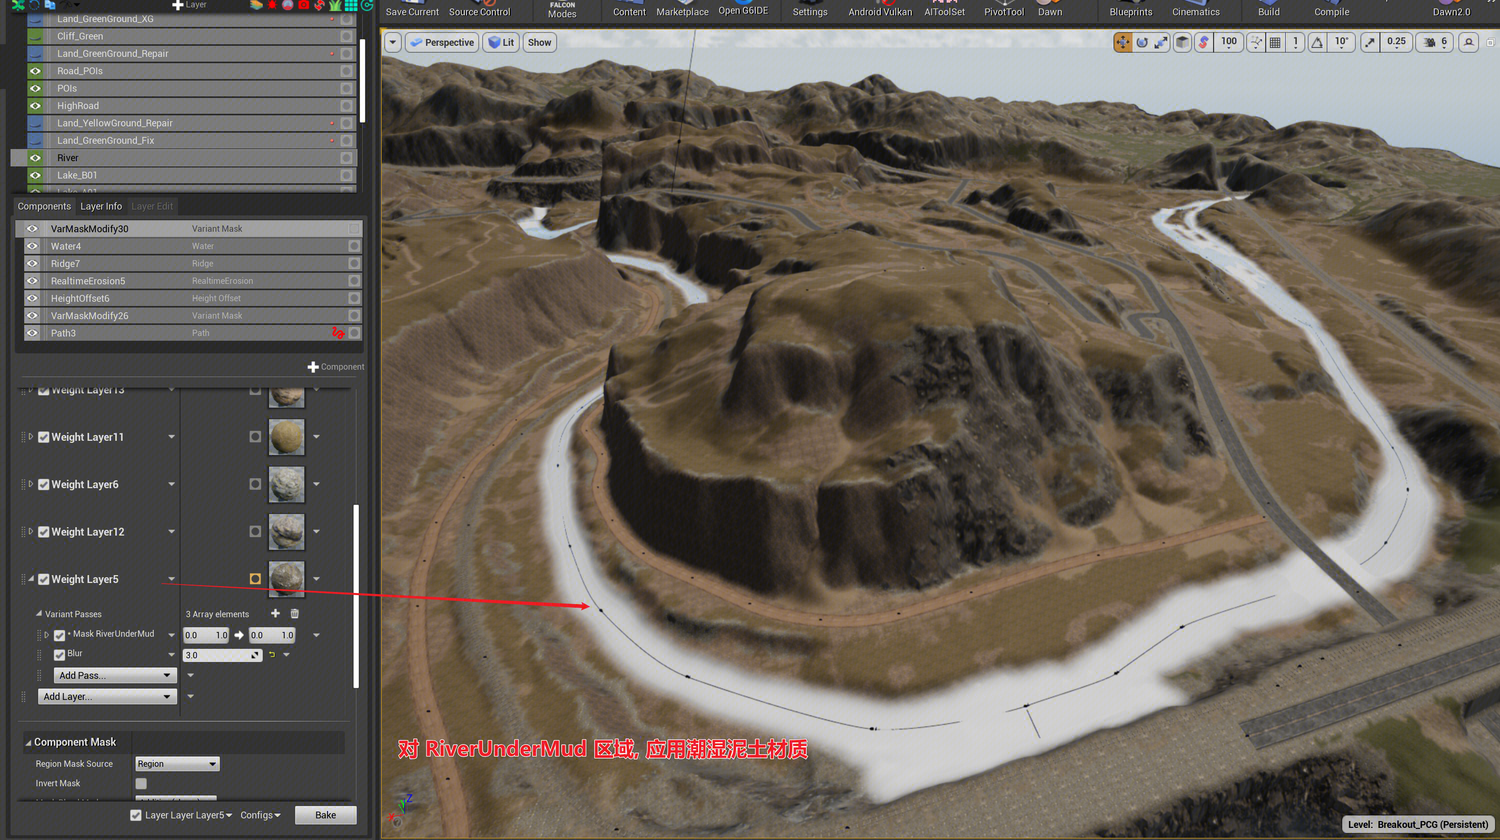 Layer
Save Current
Source Control
FALCON
Modes
Content
Marketplace
Open G6IDE
Settings
Android Vulkan
AIToolSet
PivotTool
Dawn
Blueprints
Cinematics
Build
Compile
Dawn2.0
Land_GreenGround_XG
Cliff_Green
Land_GreenGround_Repair
Road_POIs
POIs
HighRoad
Land_YellowGround_Repair
Land_GreenGround_Fix
River
Lake_B01
Perspective
Lit
Show
100
1
10°
0.25
6
Components
Layer Info
Layer Edit
VarMaskModify30 Variant Mask
Water4 Water
Ridge7 Ridge
RealtimeErosion5 RealtimeErosion
HeightOffset6 Height Offset
VarMaskModify26 Variant Mask
Path3 Path
Component
Weight Layer13
Weight Layer11
Weight Layer6
Weight Layer12
Weight Layer5
Variant Passes 3 Array elements
* Mask RiverUnderMud 0.0 1.0 0.0 1.0
Blur 3.0
Add Pass...
Add Layer...
Component Mask
Region Mask Source Region
Invert Mask
Layer Layer Layer5
Configs
Bake
对 RiverUnderMud 区域, 应用潮湿泥土材质
Z
Level: Breakout_PCG (Persistent)